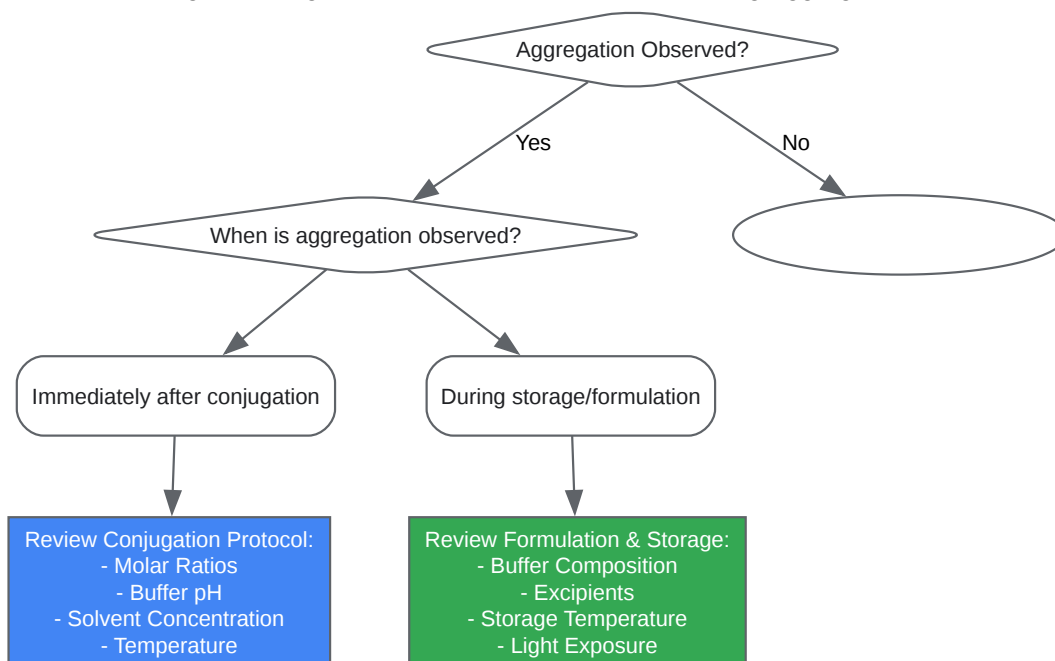 Aggregation Observed?
Yes
No
When is aggregation observed?
Immediately after conjugation
During storage/formulation
Review Conjugation Protocol:
- Molar Ratios
- Buffer pH
- Solvent Concentration
- Temperature
Review Formulation & Storage:
- Buffer Composition
- Excipients
- Storage Temperature
- Light Exposure